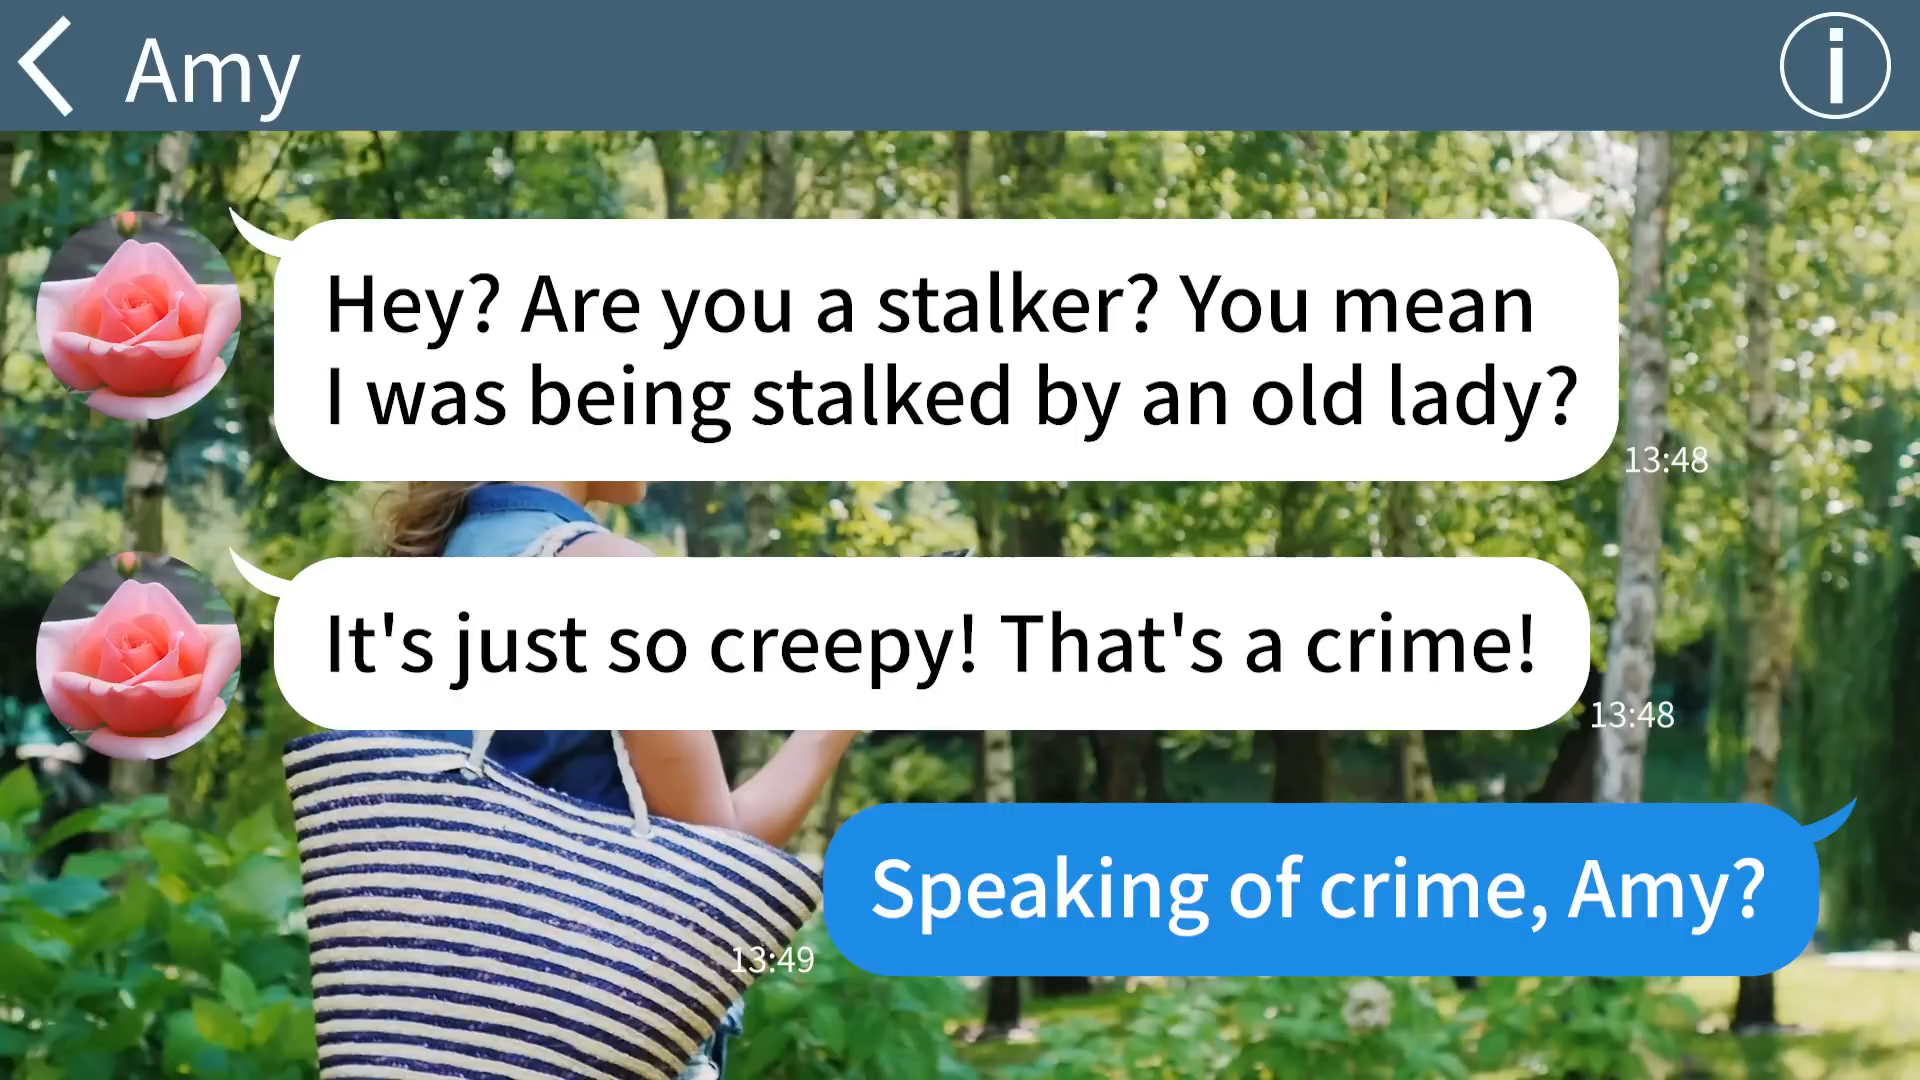 Amy
i
Hey? Are you a stalker? You mean
I was being stalked by an old lady?
13:48
It's just so creepy! That's a crime!
13:48
Speaking of crime, Amy?
13:49